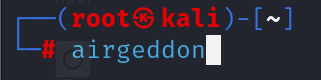 ┌──(root㉿kali)-[~]
└─# airgeddon